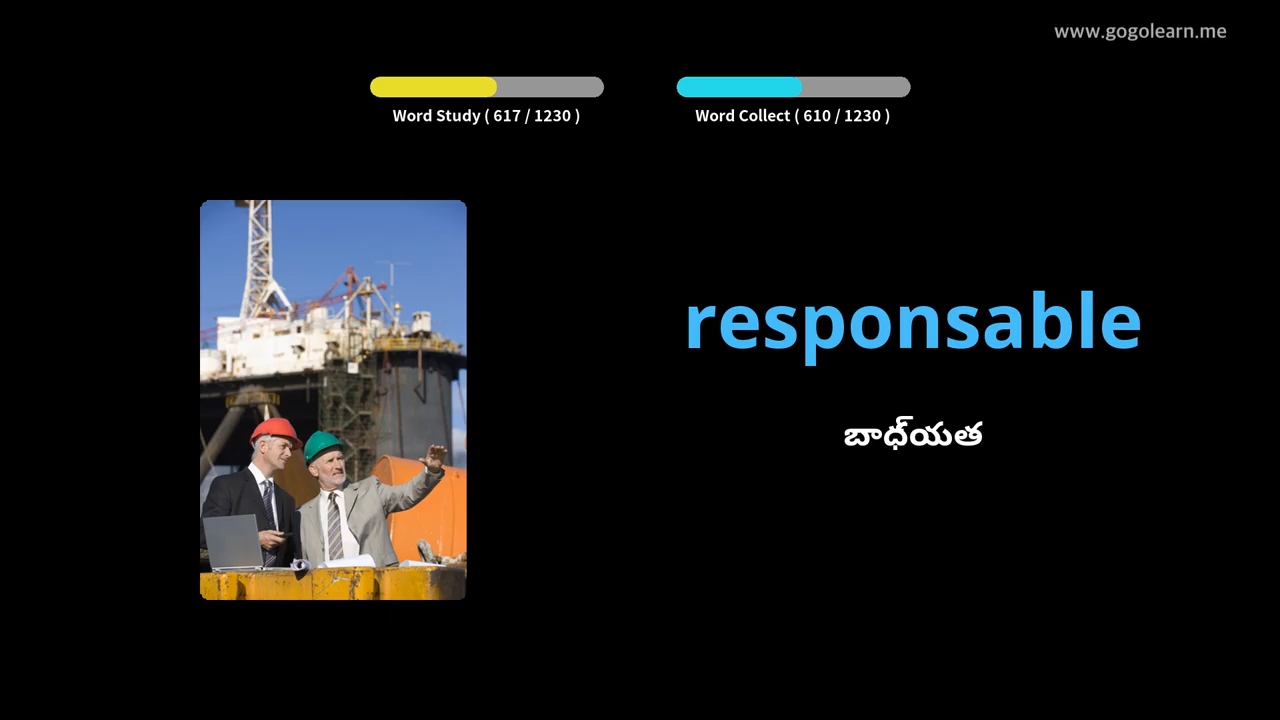 www.gogolearn.me
Word Study ( 617 / 1230 )
Word Collect ( 610 / 1230 )
responsable
బాధ్‌యత